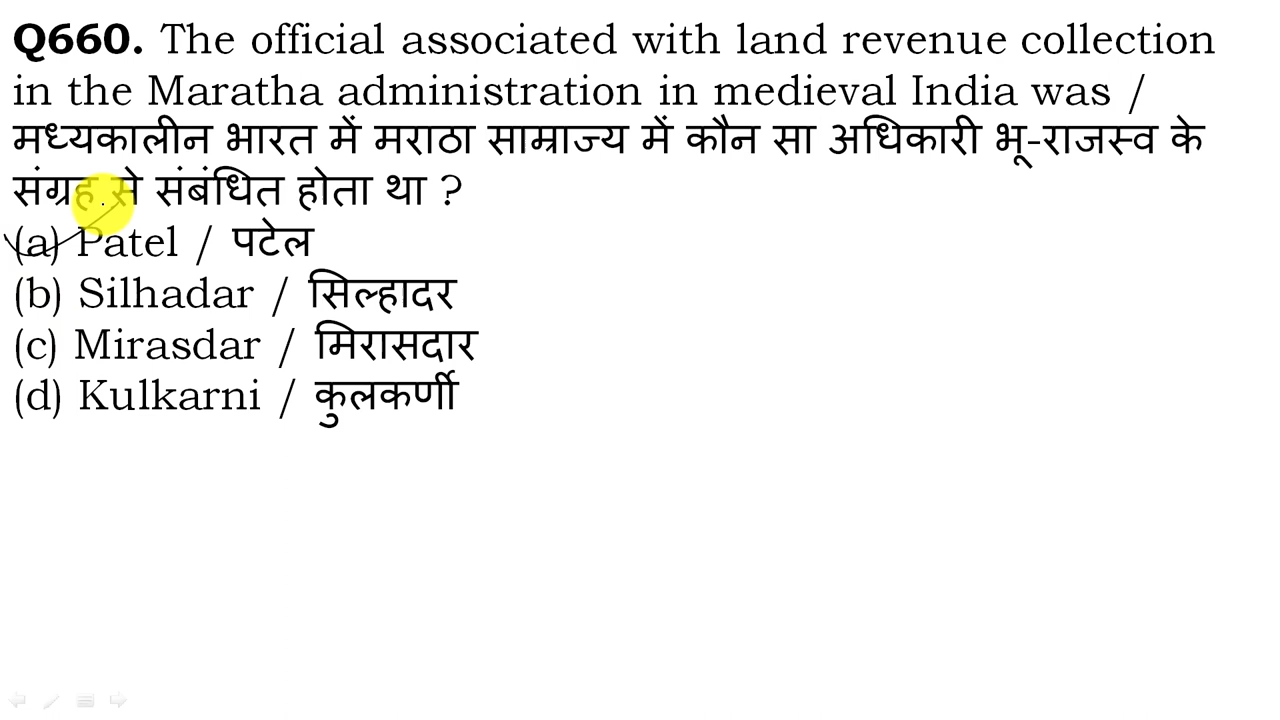 Q660. The official associated with land revenue collection
in the Maratha administration in medieval India was /
मध्यकालीन भारत में मराठा साम्राज्य में कौन सा अधिकारी भू-राजस्व के
संग्रह से संबंधित होता था ?
(a) Patel / पटेल
(b) Silhadar / सिल्हादर
(c) Mirasdar / मिरासदार
(d) Kulkarni / कुलकर्णी